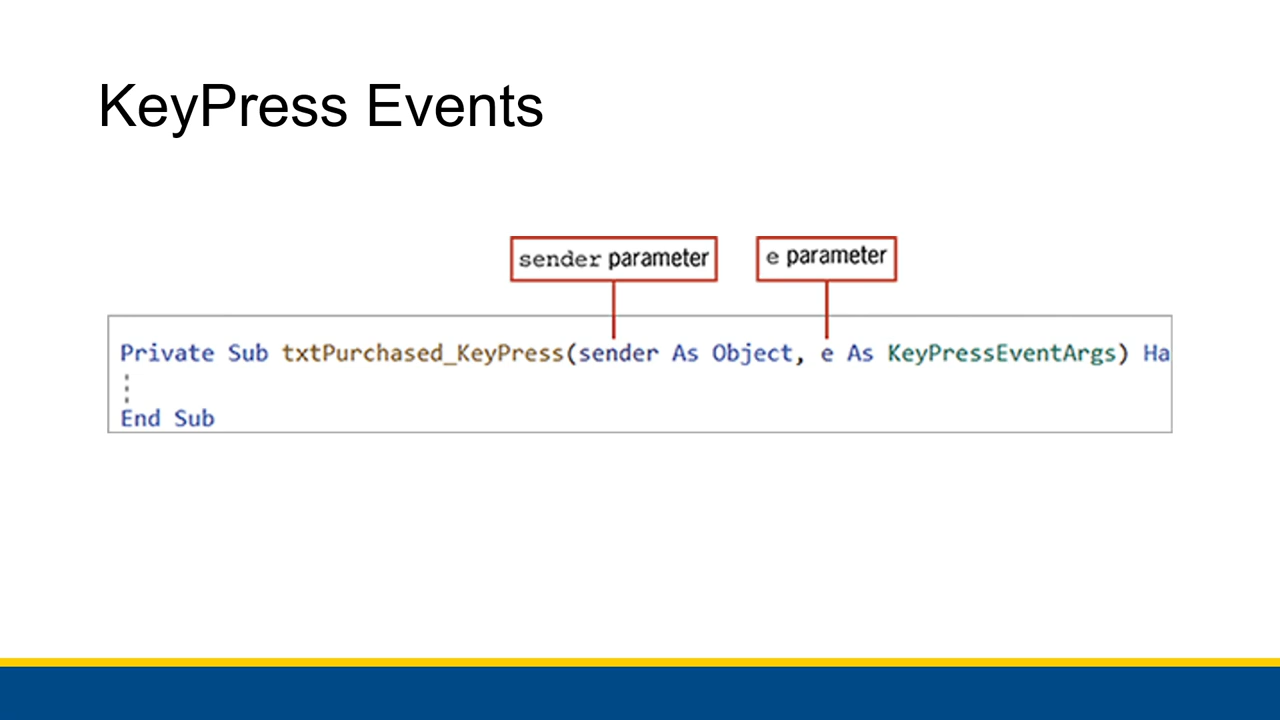 KeyPress Events
sender parameter
e parameter
Private Sub txtPurchased_KeyPress(sender As Object, e As KeyPressEventArgs) Ha
End Sub